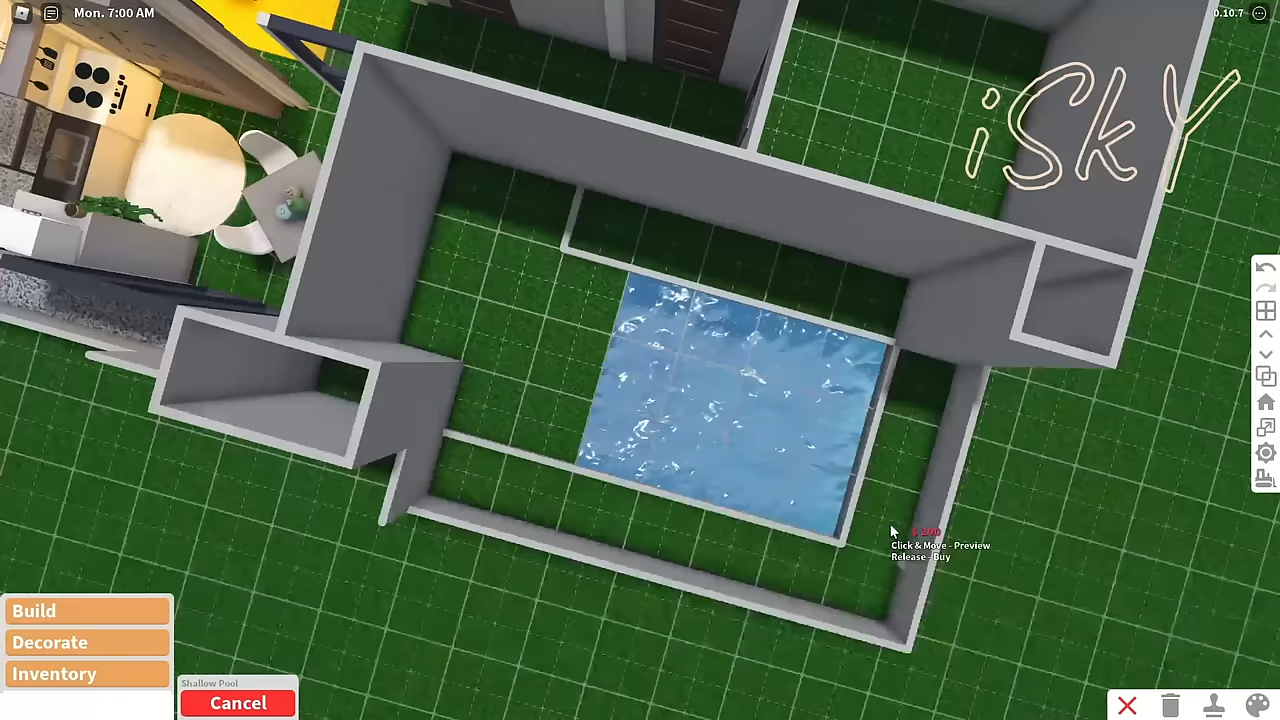 Mon. 7:00 AM
0.10.7
iSkY
$ 200
Click & Move - Preview
Release - Buy
Build
Decorate
Inventory
Shallow Pool
Cancel